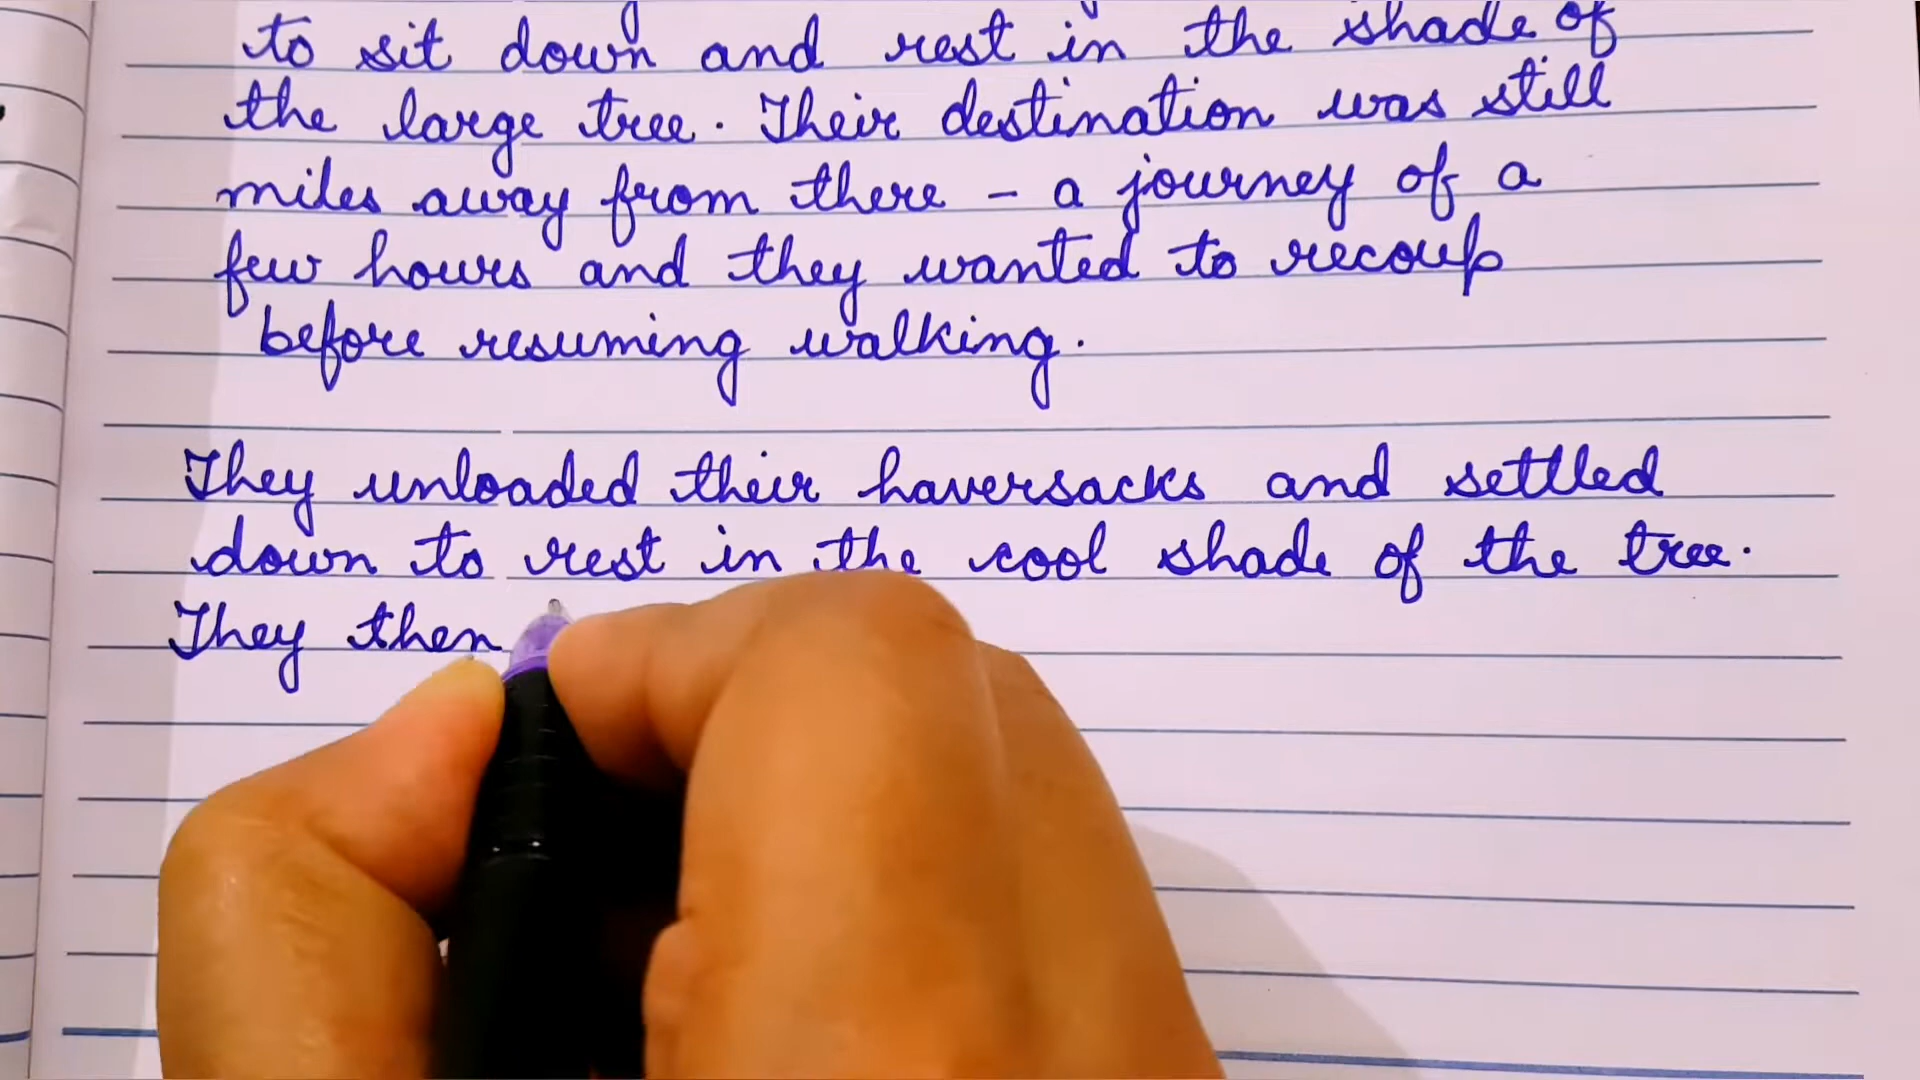 to sit down and rest in the shade of
the large tree. Their destination was still
miles away from there - a journey of a
few hours and they wanted to recoup
before resuming walking.
They unloaded their haversacks and settled
down to rest in the cool shade of the tree.
They then